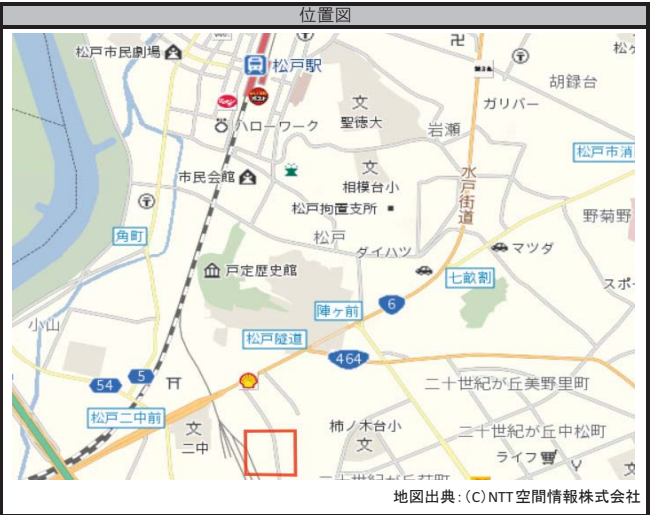 位置図
松戸市民劇場
卍
松戸駅
胡録台
文
聖徳大
ガリバー
ハローワーク
岩瀬
松戸市消
市民会館
文
相模台小
水戸街道
松戸拘置支所
野菊野
角町
松戸
ダイハツ
マツダ
戸定歴史館
七畝割
スポ
陣ヶ前
6
小山
松戸隧道
464
54
5
二十世紀が丘美野里町
松戸二中前
文
二中
柿ノ木台小
文
二十世紀が丘中松町
ライフ
文
地図出典:(C)NTT空間情報株式会社